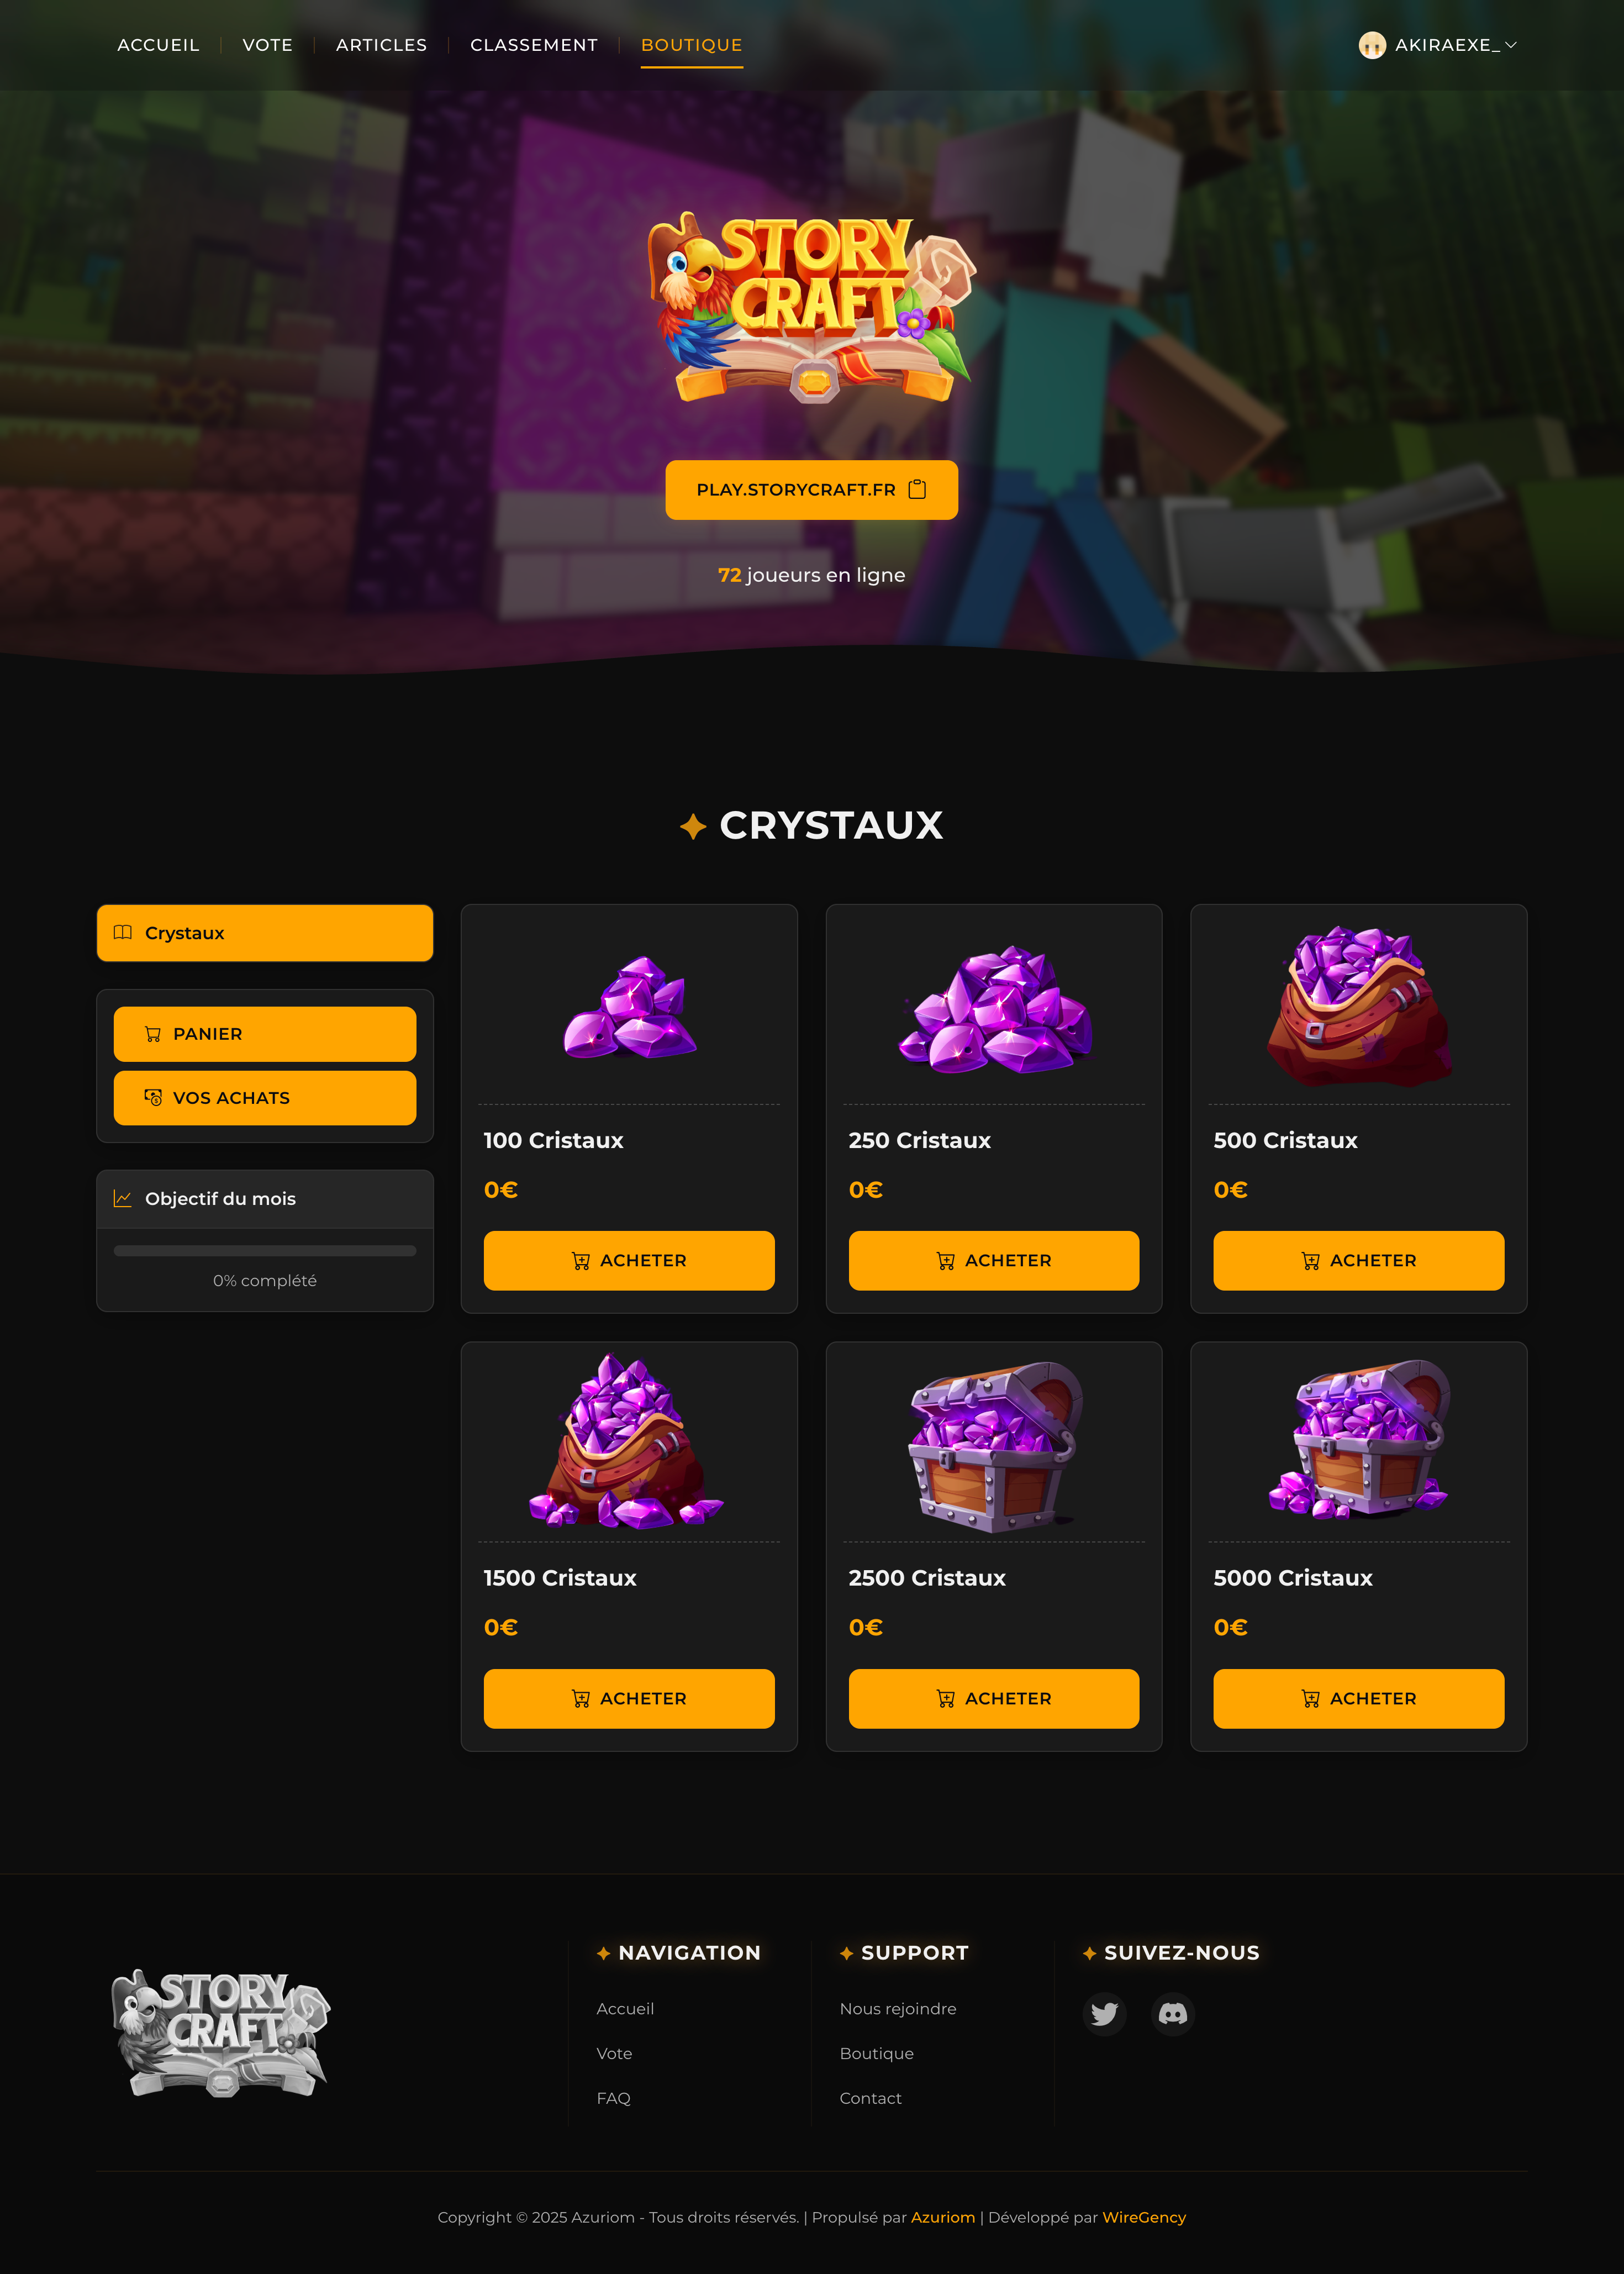 ACCUEIL
VOTE
ARTICLES
CLASSEMENT
BOUTIQUE
AKIRAEXE_
STORY
CRAFT
PLAY.STORYCRAFT.FR
72 joueurs en ligne
CRYSTAUX
Crystaux
PANIER
VOS ACHATS
Objectif du mois
0% complété
100 Cristaux
0€
ACHETER
250 Cristaux
0€
ACHETER
500 Cristaux
0€
ACHETER
1500 Cristaux
0€
ACHETER
2500 Cristaux
0€
ACHETER
5000 Cristaux
0€
ACHETER
STORY
CRAFT
NAVIGATION
Accueil
Vote
FAQ
SUPPORT
Nous rejoindre
Boutique
Contact
SUIVEZ-NOUS
Copyright © 2025 Azuriom - Tous droits réservés. | Propulsé par Azuriom | Développé par WireGency